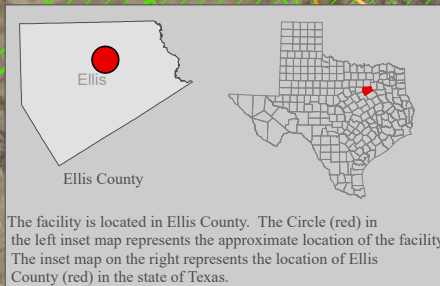 Ellis
Ellis County
The facility is located in Ellis County. The Circle (red) in
the left inset map represents the approximate location of the facility
The inset map on the right represents the location of Ellis
County (red) in the state of Texas.